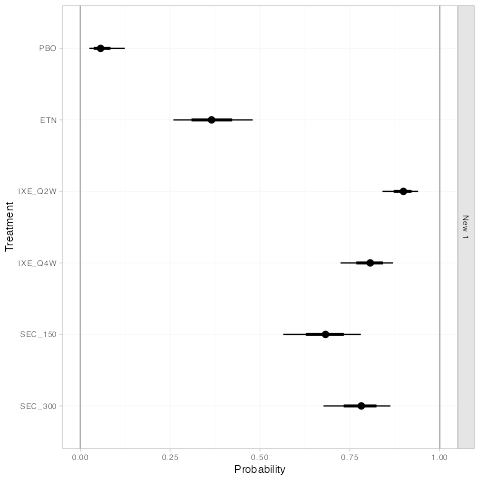 PBO
ETN
IXE_Q2W
IXE_Q4W
SEC_150
SEC_300
Treatment
New 1
0.00 0.25 0.50 0.75 1.00
Probability